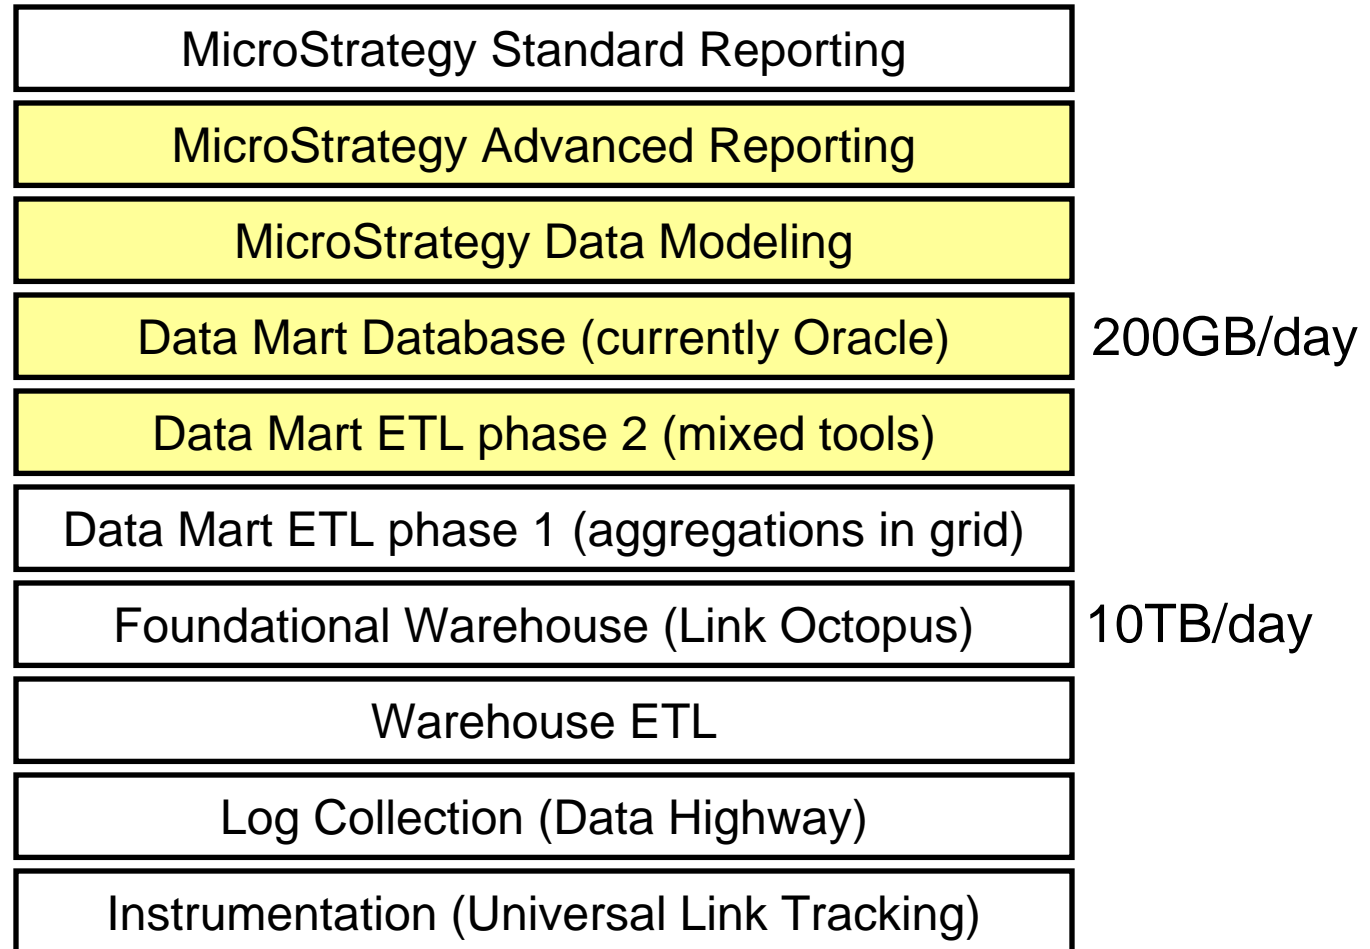 MicroStrategy Standard Reporting
MicroStrategy Advanced Reporting
MicroStrategy Data Modeling
Data Mart Database (currently Oracle)
200GB/day
Data Mart ETL phase 2 (mixed tools)
Data Mart ETL phase 1 (aggregations in grid)
Foundational Warehouse (Link Octopus)
10TB/day
Warehouse ETL
Log Collection (Data Highway)
Instrumentation (Universal Link Tracking)